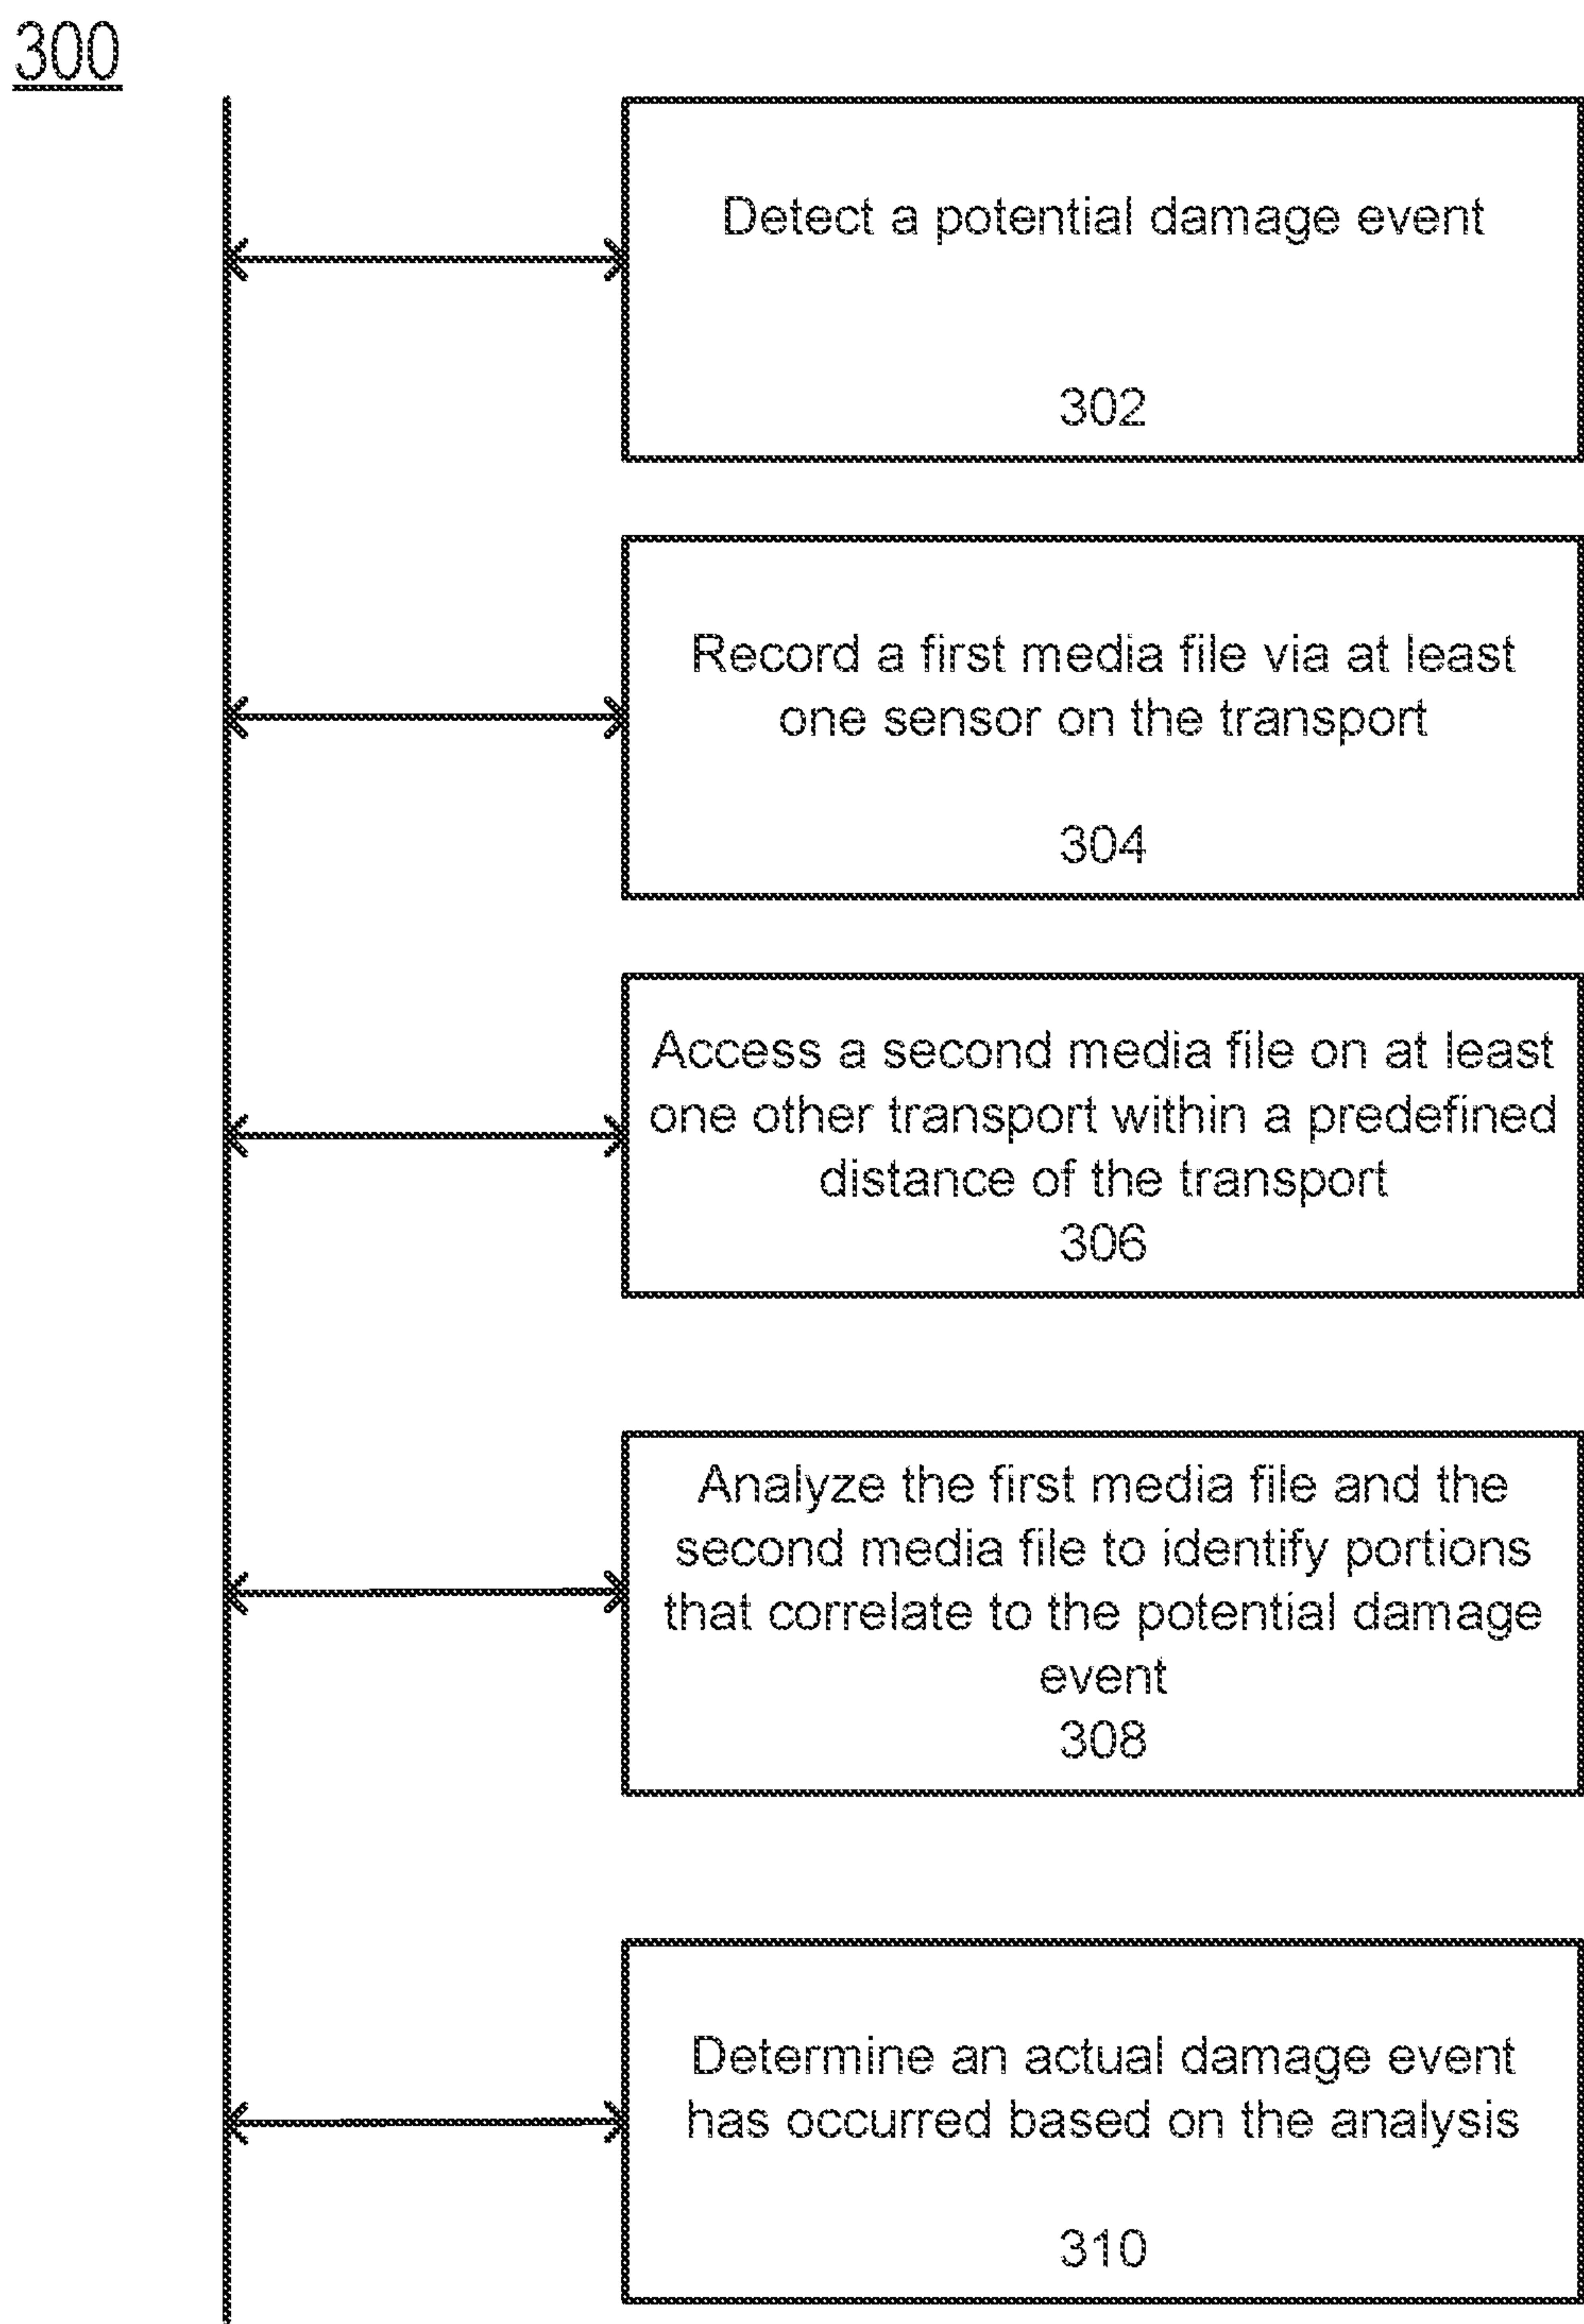 300
Detect a potential damage event
302
Record a first media file via at least
one sensor on the transport
304
Access a second media file on at least
one other transport within a predefined
distance of the transport
306
Analyze the first media file and the
second media file to identify portions
that correlate to the potential damage
event
308
Determine an actual damage event
has occurred based on the analysis
310